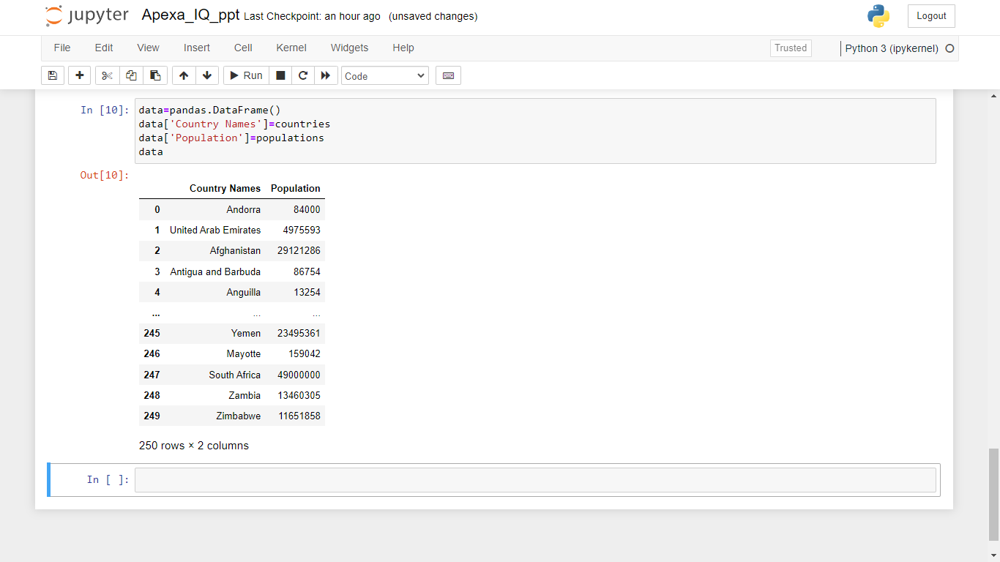 jupyter Apexa_IQ_ppt Last Checkpoint: an hour ago (unsaved changes) Logout
File Edit View Insert Cell Kernel Widgets Help Trusted Python 3 (ipykernel)
Run Code
In [10]: data=pandas.DataFrame()
data['Country Names']=countries
data['Population']=populations
data
Out[10]:
Country Names Population
0 Andorra 84000
1 United Arab Emirates 4975593
2 Afghanistan 29121286
3 Antigua and Barbuda 86754
4 Anguilla 13254
... ... ...
245 Yemen 23495361
246 Mayotte 159042
247 South Africa 49000000
248 Zambia 13460305
249 Zimbabwe 11651858
250 rows × 2 columns
In [ ]: